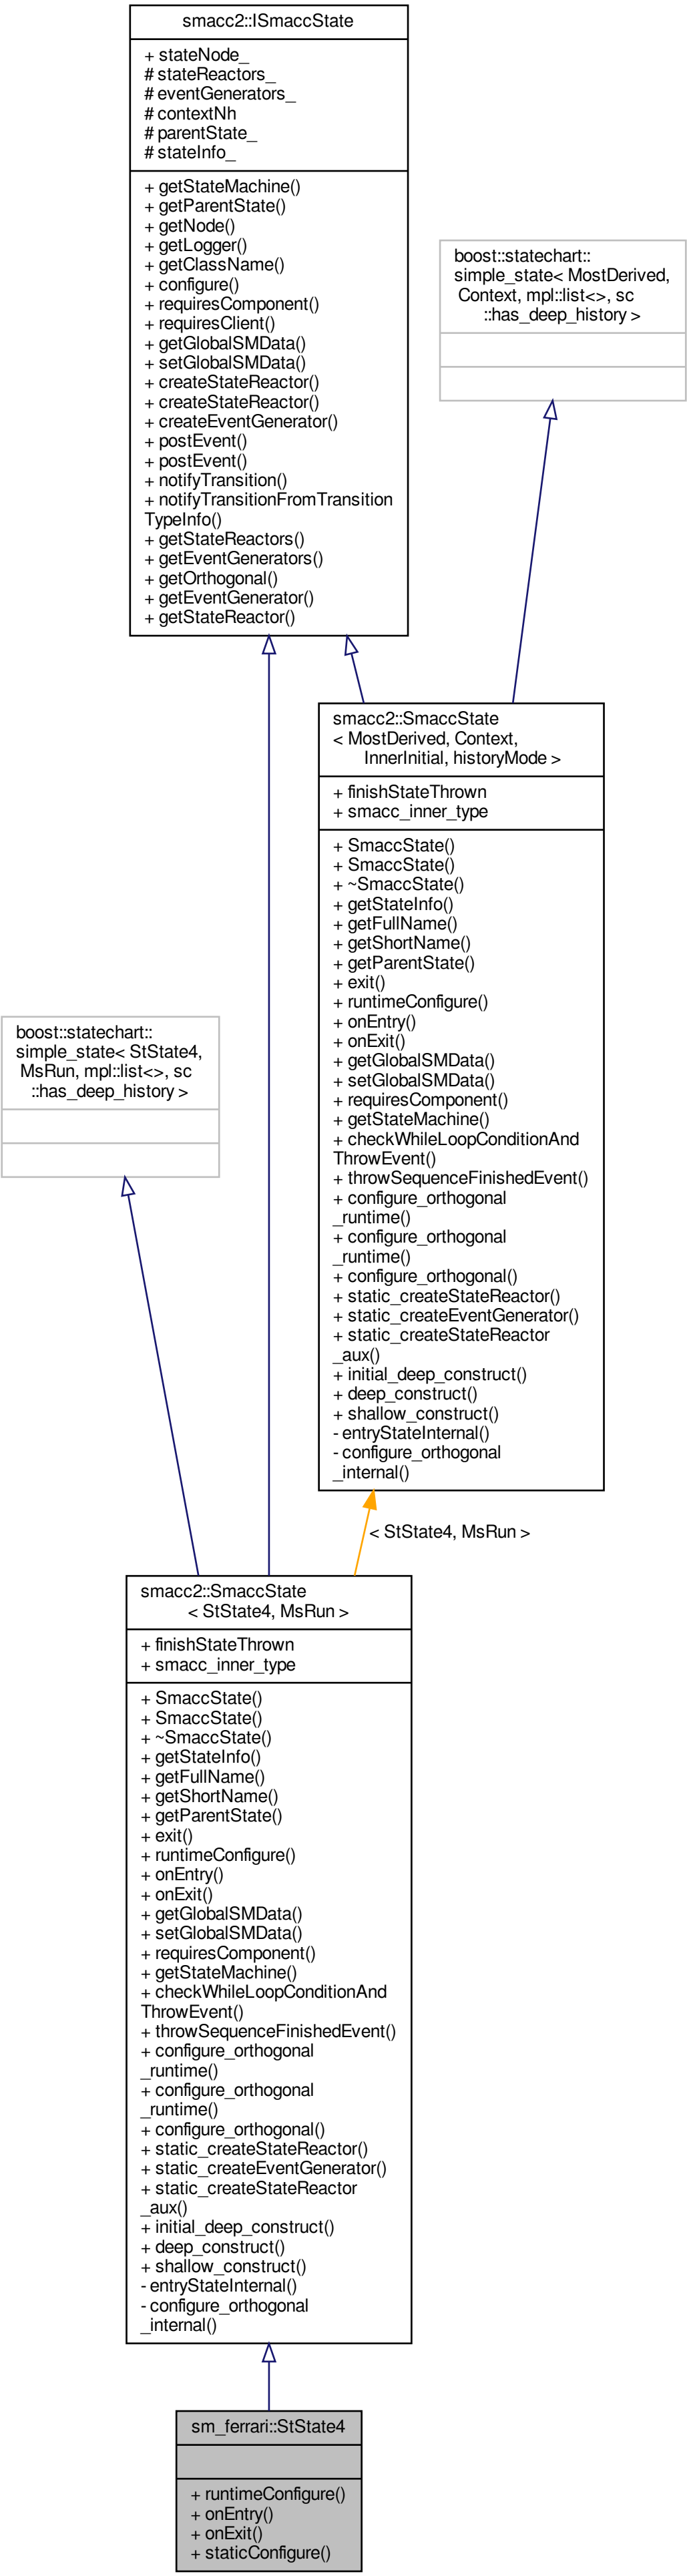 smacc2::ISmaccState
+ stateNode_
# stateReactors_
# eventGenerators_
# contextNh
# parentState_
# stateInfo_
+ getStateMachine()
+ getParentState()
+ getNode()
+ getLogger()
+ getClassName()
+ configure()
+ requiresComponent()
+ requiresClient()
+ getGlobalSMData()
+ setGlobalSMData()
+ createStateReactor()
+ createStateReactor()
+ createEventGenerator()
+ postEvent()
+ postEvent()
+ notifyTransition()
+ notifyTransitionFromTransition
TypeInfo()
+ getStateReactors()
+ getEventGenerators()
+ getOrthogonal()
+ getEventGenerator()
+ getStateReactor()
boost::statechart::
simple_state< MostDerived,
Context, mpl::list<>, sc
::has_deep_history >
smacc2::SmaccState
< MostDerived, Context,
InnerInitial, historyMode >
+ finishStateThrown
+ smacc_inner_type
+ SmaccState()
+ SmaccState()
+ ~SmaccState()
+ getStateInfo()
+ getFullName()
+ getShortName()
+ getParentState()
+ exit()
+ runtimeConfigure()
+ onEntry()
+ onExit()
+ getGlobalSMData()
+ setGlobalSMData()
+ requiresComponent()
+ getStateMachine()
+ checkWhileLoopConditionAnd
ThrowEvent()
+ throwSequenceFinishedEvent()
+ configure_orthogonal
_runtime()
+ configure_orthogonal
_runtime()
+ configure_orthogonal()
+ static_createStateReactor()
+ static_createEventGenerator()
+ static_createStateReactor
_aux()
+ initial_deep_construct()
+ deep_construct()
+ shallow_construct()
- entryStateInternal()
- configure_orthogonal
_internal()
boost::statechart::
simple_state< StState4,
MsRun, mpl::list<>, sc
::has_deep_history >
< StState4, MsRun >
smacc2::SmaccState
< StState4, MsRun >
+ finishStateThrown
+ smacc_inner_type
+ SmaccState()
+ SmaccState()
+ ~SmaccState()
+ getStateInfo()
+ getFullName()
+ getShortName()
+ getParentState()
+ exit()
+ runtimeConfigure()
+ onEntry()
+ onExit()
+ getGlobalSMData()
+ setGlobalSMData()
+ requiresComponent()
+ getStateMachine()
+ checkWhileLoopConditionAnd
ThrowEvent()
+ throwSequenceFinishedEvent()
+ configure_orthogonal
_runtime()
+ configure_orthogonal
_runtime()
+ configure_orthogonal()
+ static_createStateReactor()
+ static_createEventGenerator()
+ static_createStateReactor
_aux()
+ initial_deep_construct()
+ deep_construct()
+ shallow_construct()
- entryStateInternal()
- configure_orthogonal
_internal()
sm_ferrari::StState4
+ runtimeConfigure()
+ onEntry()
+ onExit()
+ staticConfigure()